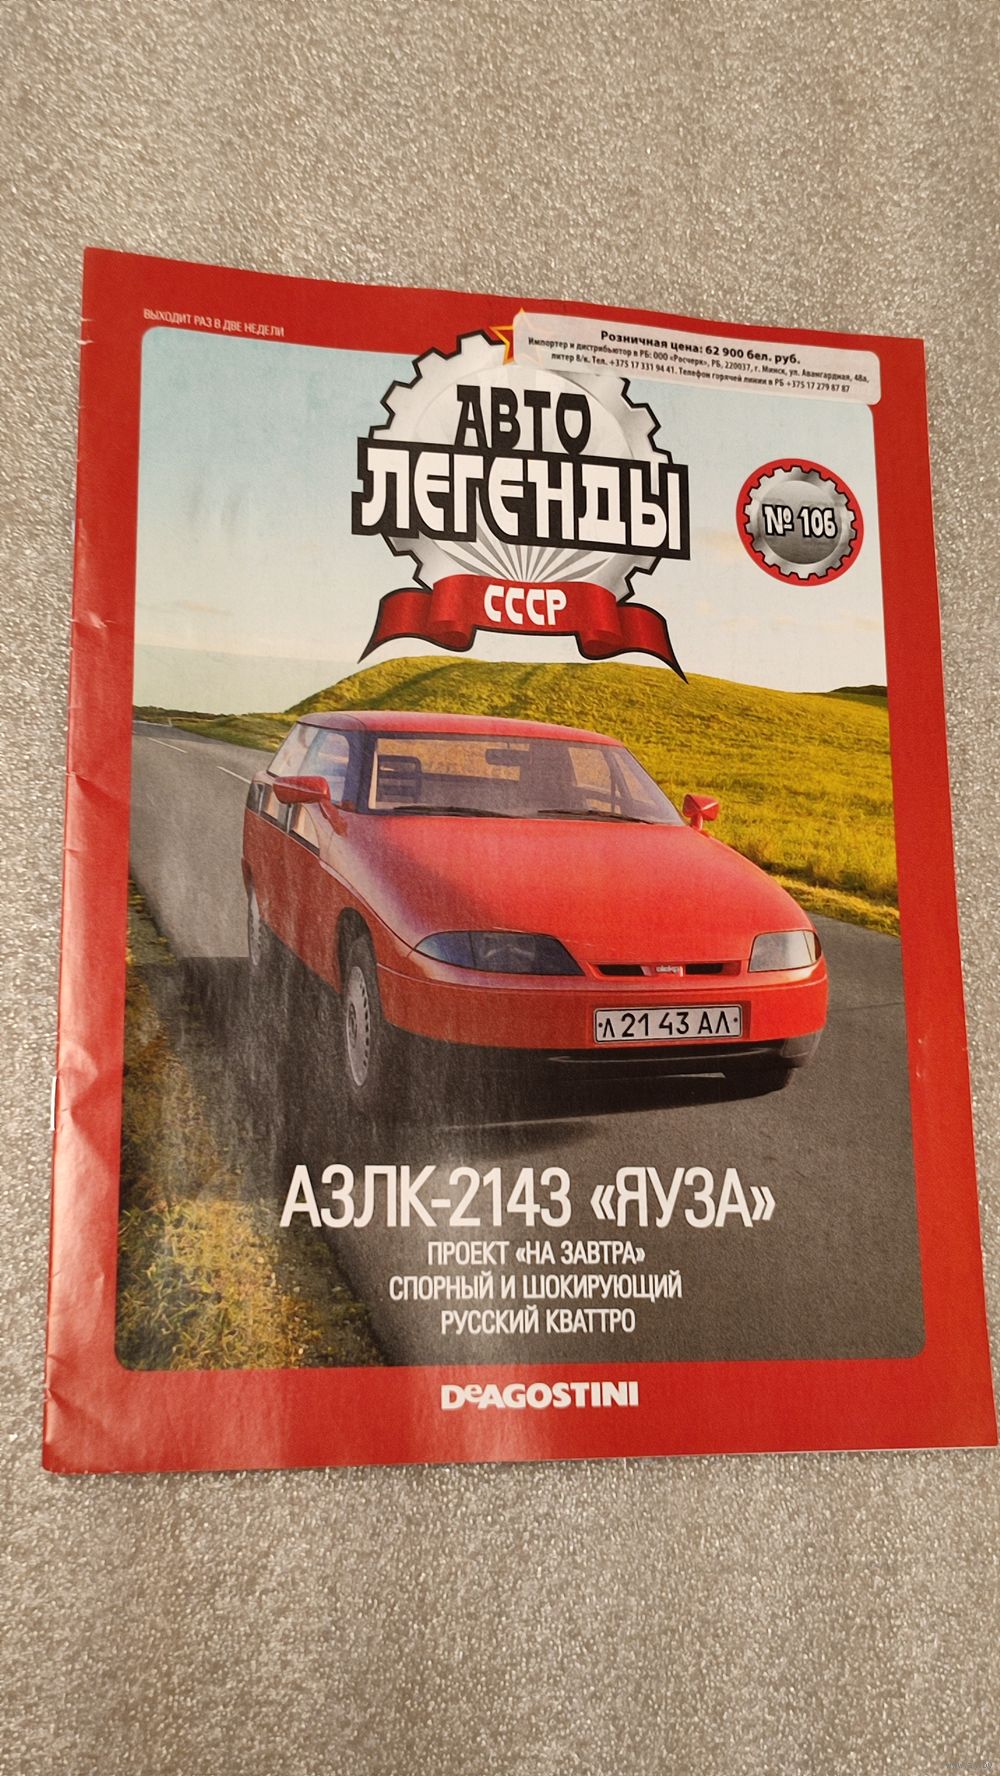 ВЫХОДИТ РАЗ В ДВЕ НЕДЕЛИ
Розничная цена: 62 900 бел. руб.
Импортер и дистрибьютор в РБ: ООО «Росчерк», РБ, 220037, г. Минск, ул. Авангардная, 48а,
литер 8/к. Тел. +375 17 331 94 41. Телефон горячей линии в РБ +375 17 279 87 87
АВТО
ЛЕГЕНДЫ
СССР
№ 106
·Л 21 43 АЛ·
АЗЛК-2143 «ЯУЗА»
ПРОЕКТ «НА ЗАВТРА»
СПОРНЫЙ И ШОКИРУЮЩИЙ
РУССКИЙ КВАТТРО
DeAGOSTINI